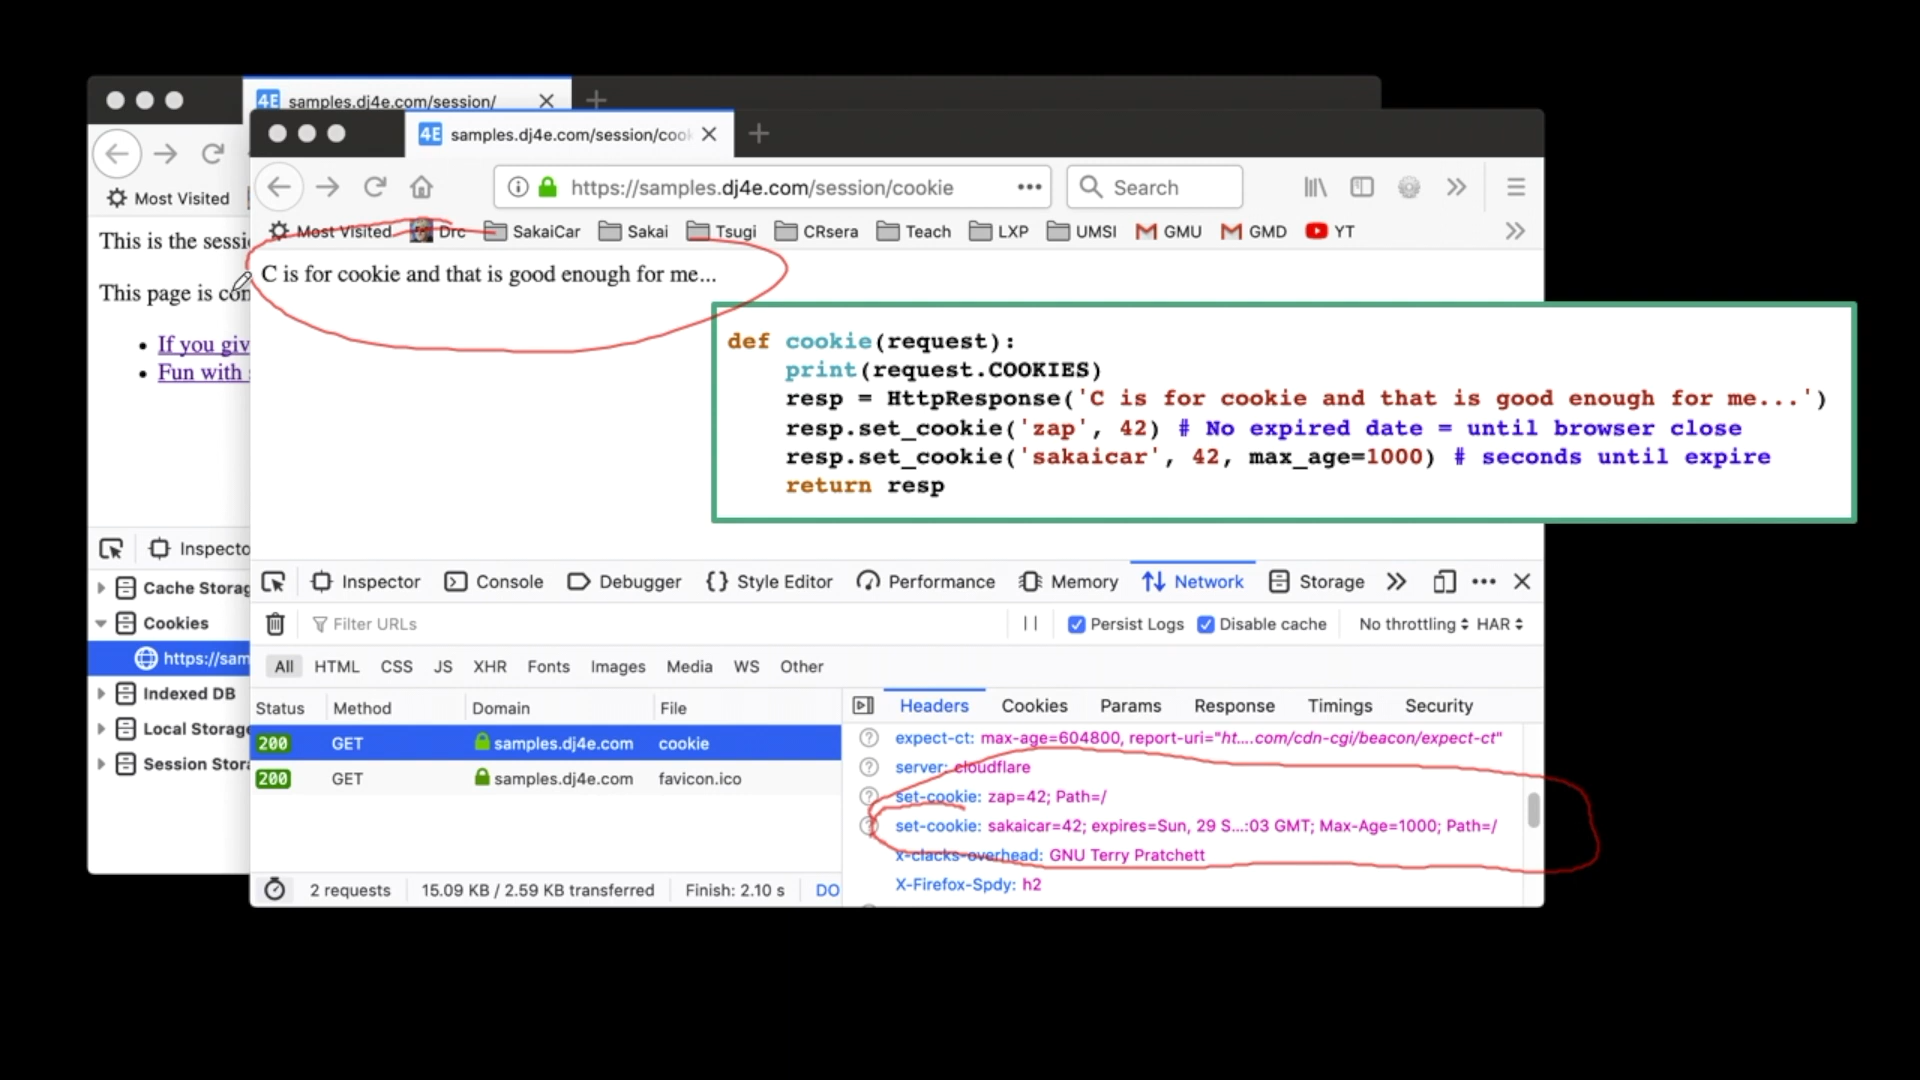 4E samples.dj4e.com/session/
4E samples.dj4e.com/session/cook
https://samples.dj4e.com/session/cookie
Search
Most Visited
Most Visited Drc SakaiCar Sakai Tsugi CRsera Teach LXP UMSI GMU GMD YT
This is the sessi
C is for cookie and that is good enough for me...
This page is con
If you giv
Fun with
def cookie(request):
print(request.COOKIES)
resp = HttpResponse('C is for cookie and that is good enough for me...')
resp.set_cookie('zap', 42) # No expired date = until browser close
resp.set_cookie('sakaicar', 42, max_age=1000) # seconds until expire
return resp
Inspecto
Cache Storag
Cookies
https://sam
Indexed DB
Local Storage
Session Stora
Inspector Console Debugger Style Editor Performance Memory Network Storage
Filter URLs
Persist Logs Disable cache No throttling HAR
All HTML CSS JS XHR Fonts Images Media WS Other
Status Method Domain File
200 GET samples.dj4e.com cookie
200 GET samples.dj4e.com favicon.ico
2 requests 15.09 KB / 2.59 KB transferred Finish: 2.10 s DO
Headers Cookies Params Response Timings Security
expect-ct: max-age=604800, report-uri="ht....com/cdn-cgi/beacon/expect-ct"
server: cloudflare
set-cookie: zap=42; Path=/
set-cookie: sakaicar=42; expires=Sun, 29 S...:03 GMT; Max-Age=1000; Path=/
x-clacks-overhead: GNU Terry Pratchett
X-Firefox-Spdy: h2